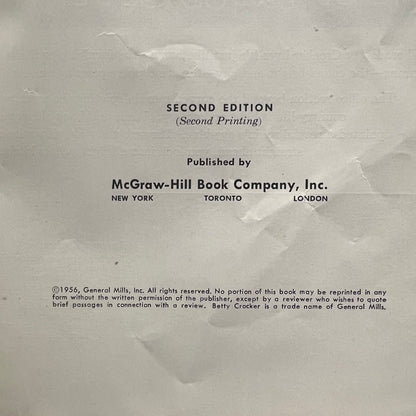 SECOND EDITION
(Second Printing)
Published by
McGraw-Hill Book Company, Inc.
NEW YORK TORONTO LONDON
©1956, General Mills, Inc. All rights reserved. No portion of this book may be reprinted in any
form without the written permission of the publisher, except by a reviewer who wishes to quote
brief passages in connection with a review. Betty Crocker is a trade name of General Mills.